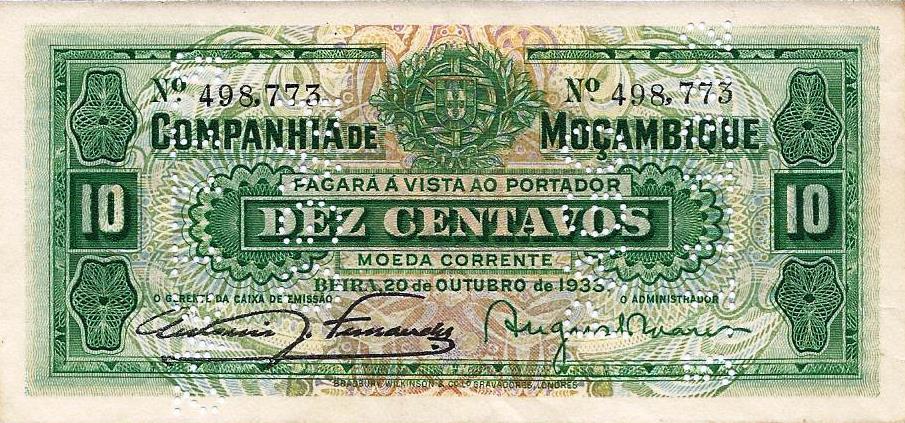 Nº 498,773 Nº 498,773
COMPANHIA DE MOÇAMBIQUE
PAGARÁ Á VISTA AO PORTADOR
10 DEZ CENTAVOS 10
MOEDA CORRENTE
BEIRA, 20 de OUTUBRO de 1933
O GERENTE DA CAIXA DE EMISSÃO O ADMINISTRADOR
BRADBURY, WILKINSON & Cº Lº GRAVADORES, LONDRES